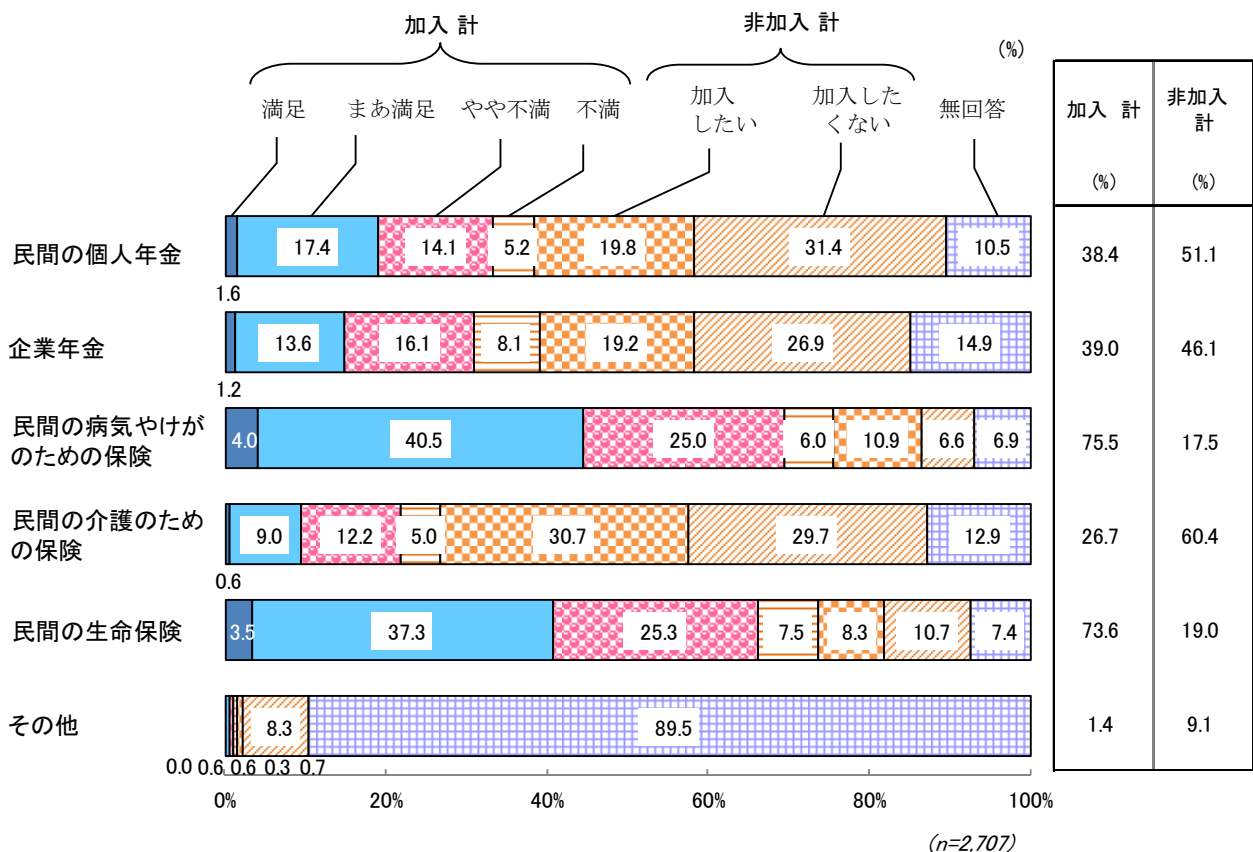 加入 計
非加入 計
(%)
満足
まあ満足
やや不満
不満
加入
したい
加入した
くない
無回答
加入 計
非加入
計
(%)
(%)
民間の個人年金
17.4
14.1
5.2
19.8
31.4
10.5
38.4
51.1
1.6
企業年金
13.6
16.1
8.1
19.2
26.9
14.9
39.0
46.1
1.2
民間の病気やけが
のための保険
4.0
40.5
25.0
6.0
10.9
6.6
6.9
75.5
17.5
民間の介護のため
の保険
9.0
12.2
5.0
30.7
29.7
12.9
26.7
60.4
0.6
民間の生命保険
3.5
37.3
25.3
7.5
8.3
10.7
7.4
73.6
19.0
その他
8.3
89.5
1.4
9.1
0.0
0.6
0.6
0.3
0.7
0%
20%
40%
60%
80%
100%
(n=2,707)